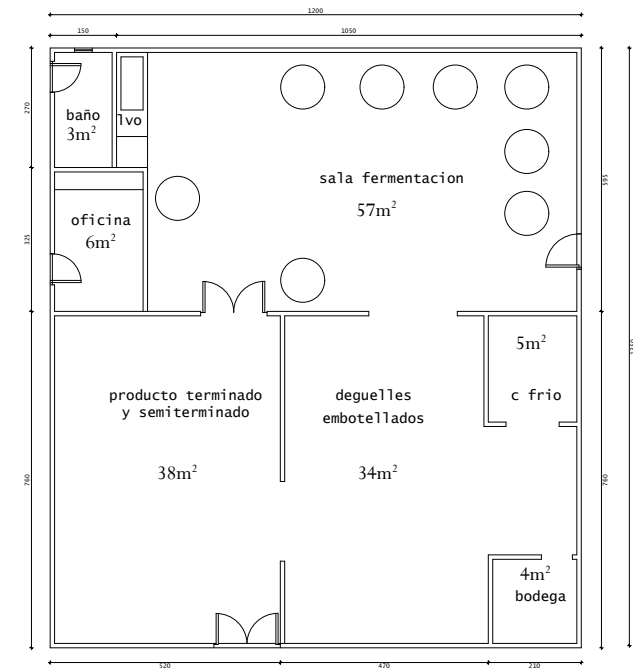 1200
150
1050
270
baño
3m²
lvo
sala fermentacion
57m²
595
325
oficina
6m²
5m²
c frio
producto terminado
y semiterminado
deguelles
embotellados
38m²
34m²
760
760
4m²
bodega
520
470
210